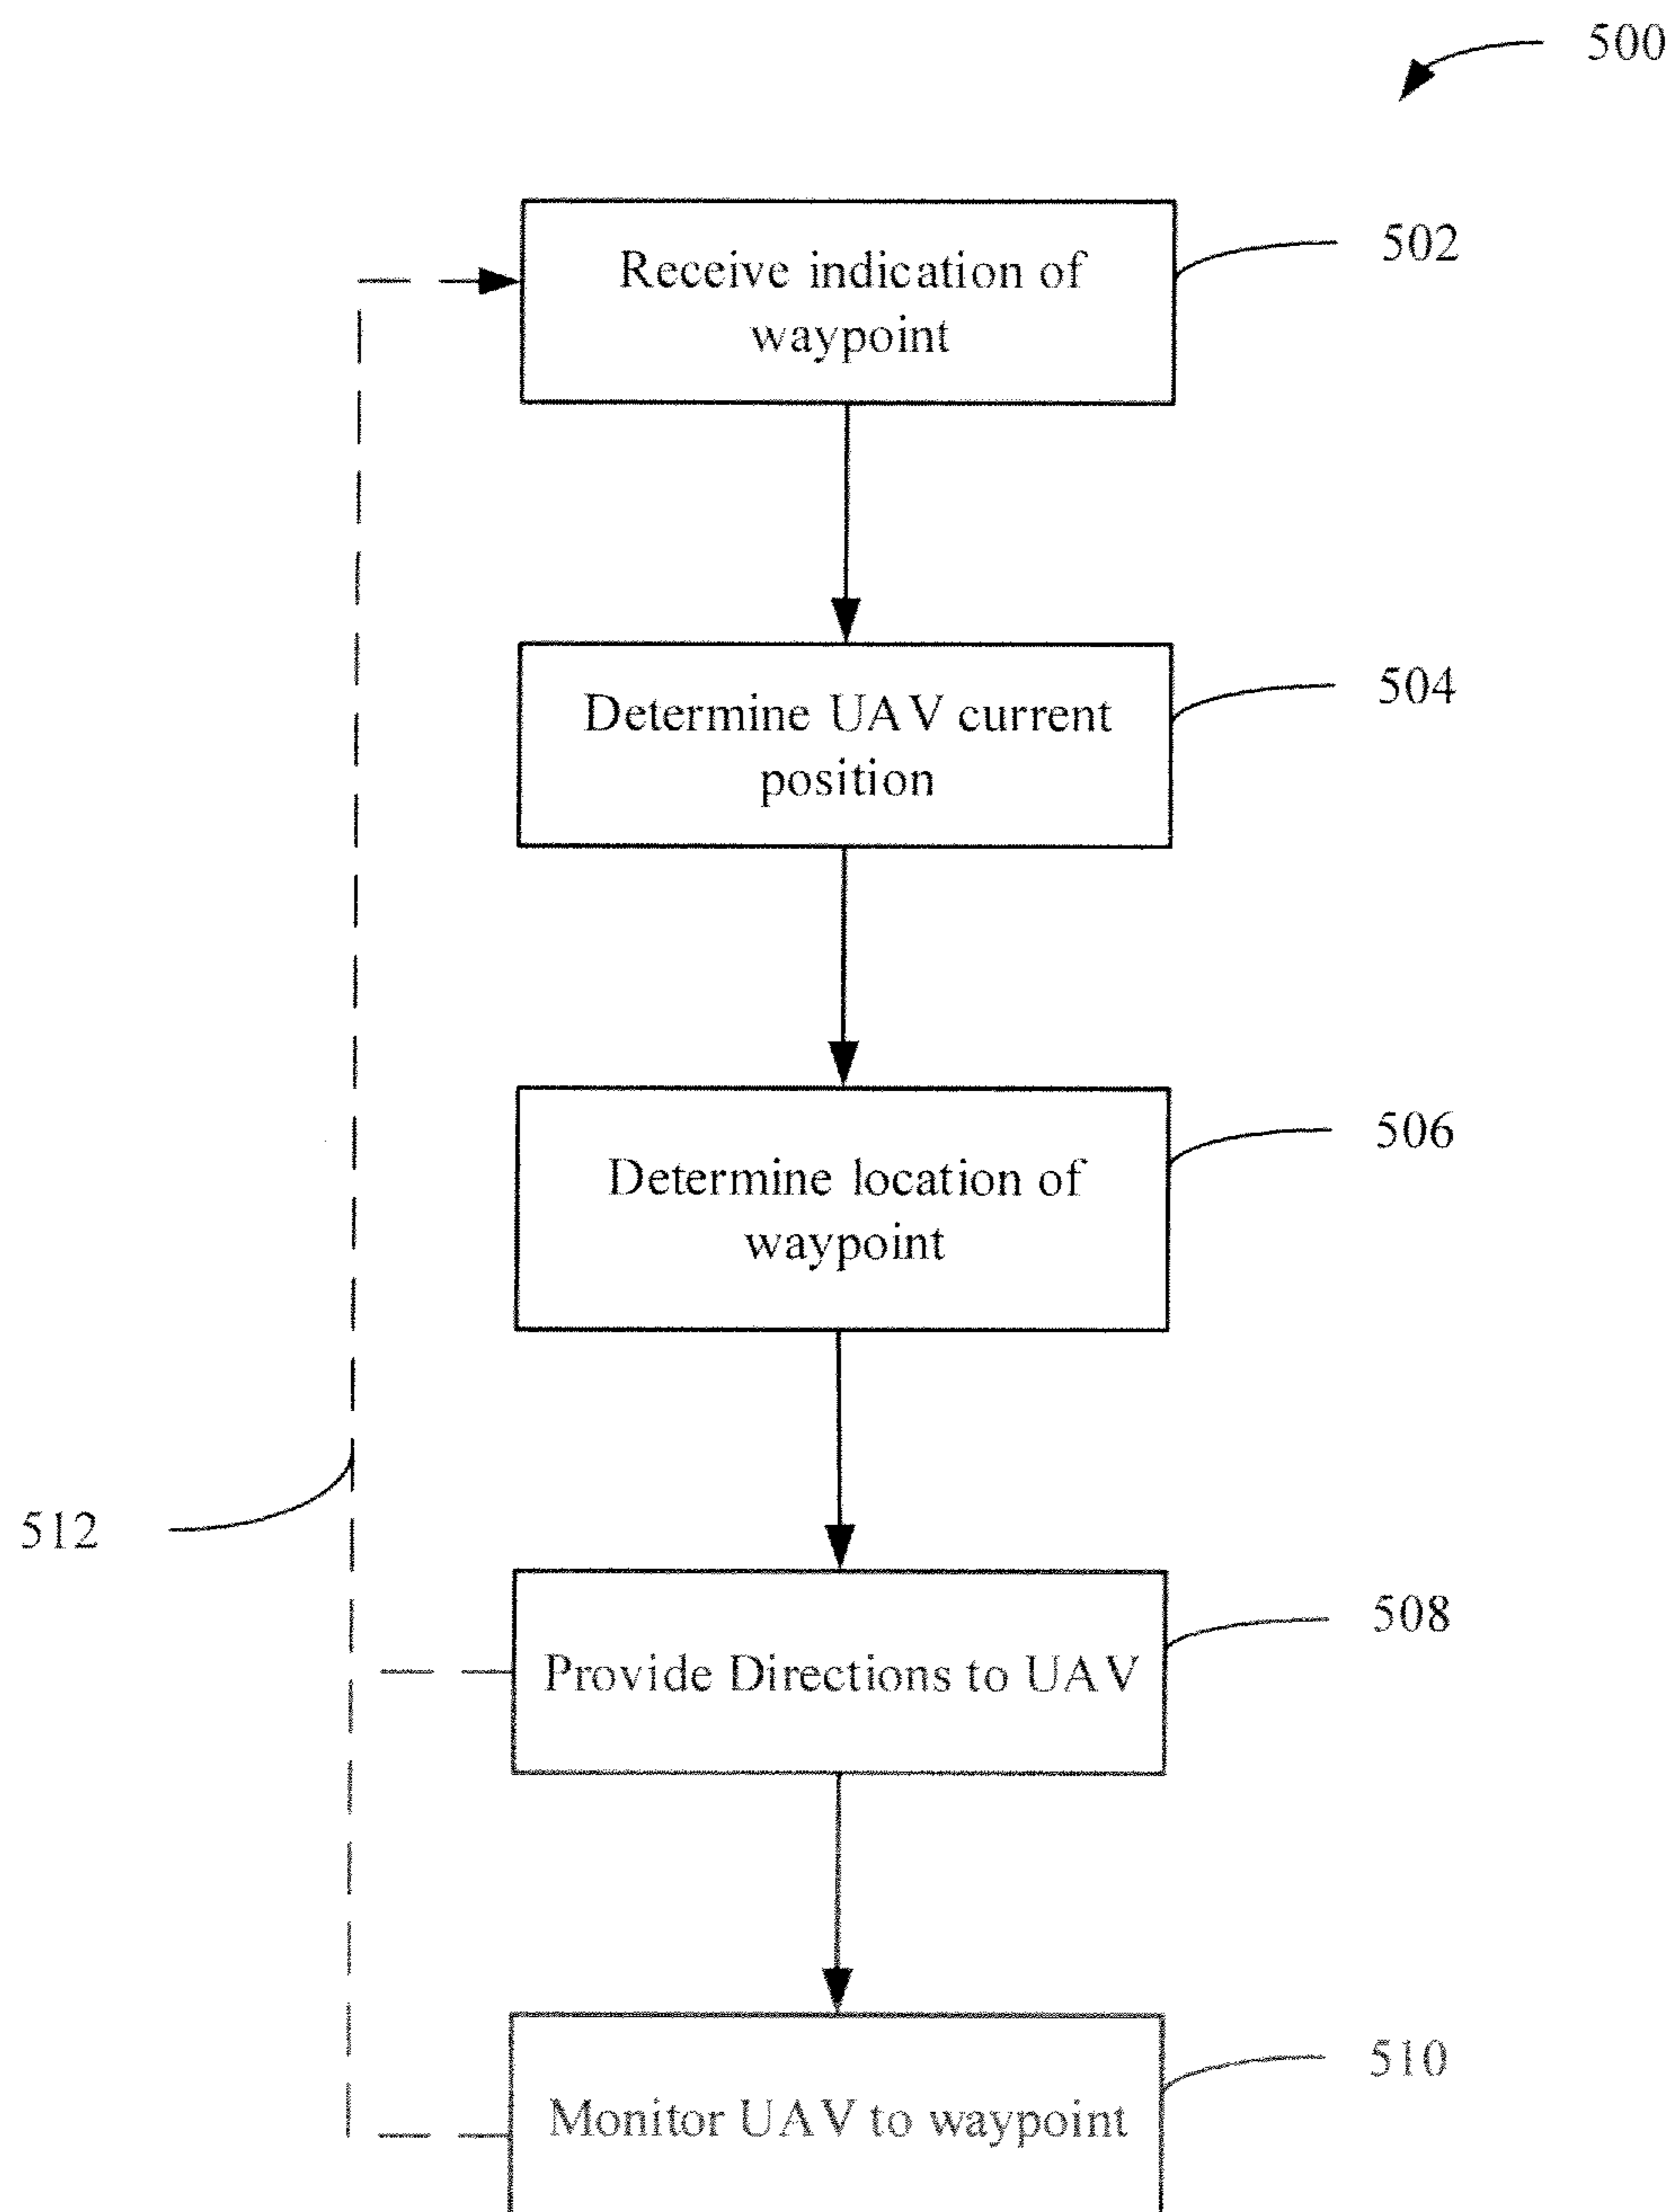 500
Receive indication of
waypoint
502
Determine UAV current
position
504
Determine location of
waypoint
506
512
Provide Directions to UAV
508
Monitor UAV to waypoint
510